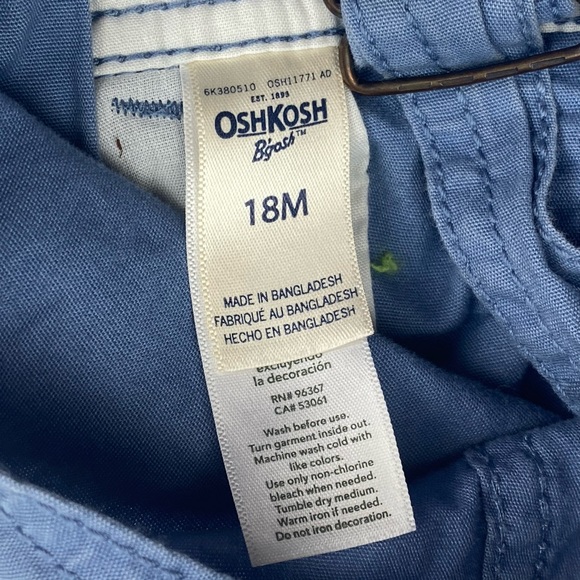 6K380510 OSH11771 AD
EST. 1895
OSHKOSH
B'gosh™
18M
MADE IN BANGLADESH
FABRIQUÉ AU BANGLADESH
HECHO EN BANGLADESH
excluyendo
la decoración
RN# 96367
CA# 53061
Wash before use.
Turn garment inside out.
Machine wash cold with
like colors.
Use only non-chlorine
bleach when needed.
Tumble dry medium.
Warm iron if needed.
Do not iron decoration.